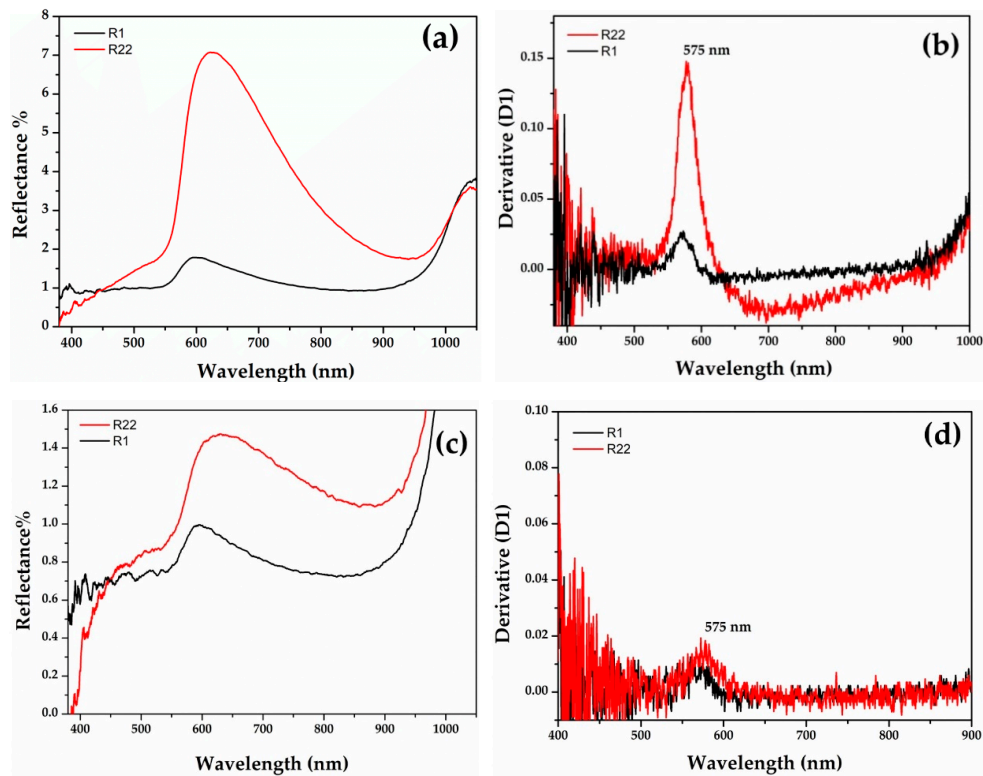 R1
R22
(a)
8
7
6
5
4
3
2
1
0
400 500 600 700 800 900 1000
Reflectance %
Wavelength (nm)
R22
R1
575 nm
(b)
0.15
0.10
0.05
0.00
400 500 600 700 800 900 1000
Derivative (D1)
Wavelength (nm)
R22
R1
(c)
1.6
1.4
1.2
1.0
0.8
0.6
0.4
0.2
0.0
400 500 600 700 800 900 1000
Reflectance%
Wavelength (nm)
R1
R22
(d)
0.10
0.08
0.06
0.04
0.02
0.00
575 nm
400 500 600 700 800 900
Derivative (D1)
Wavelength (nm)